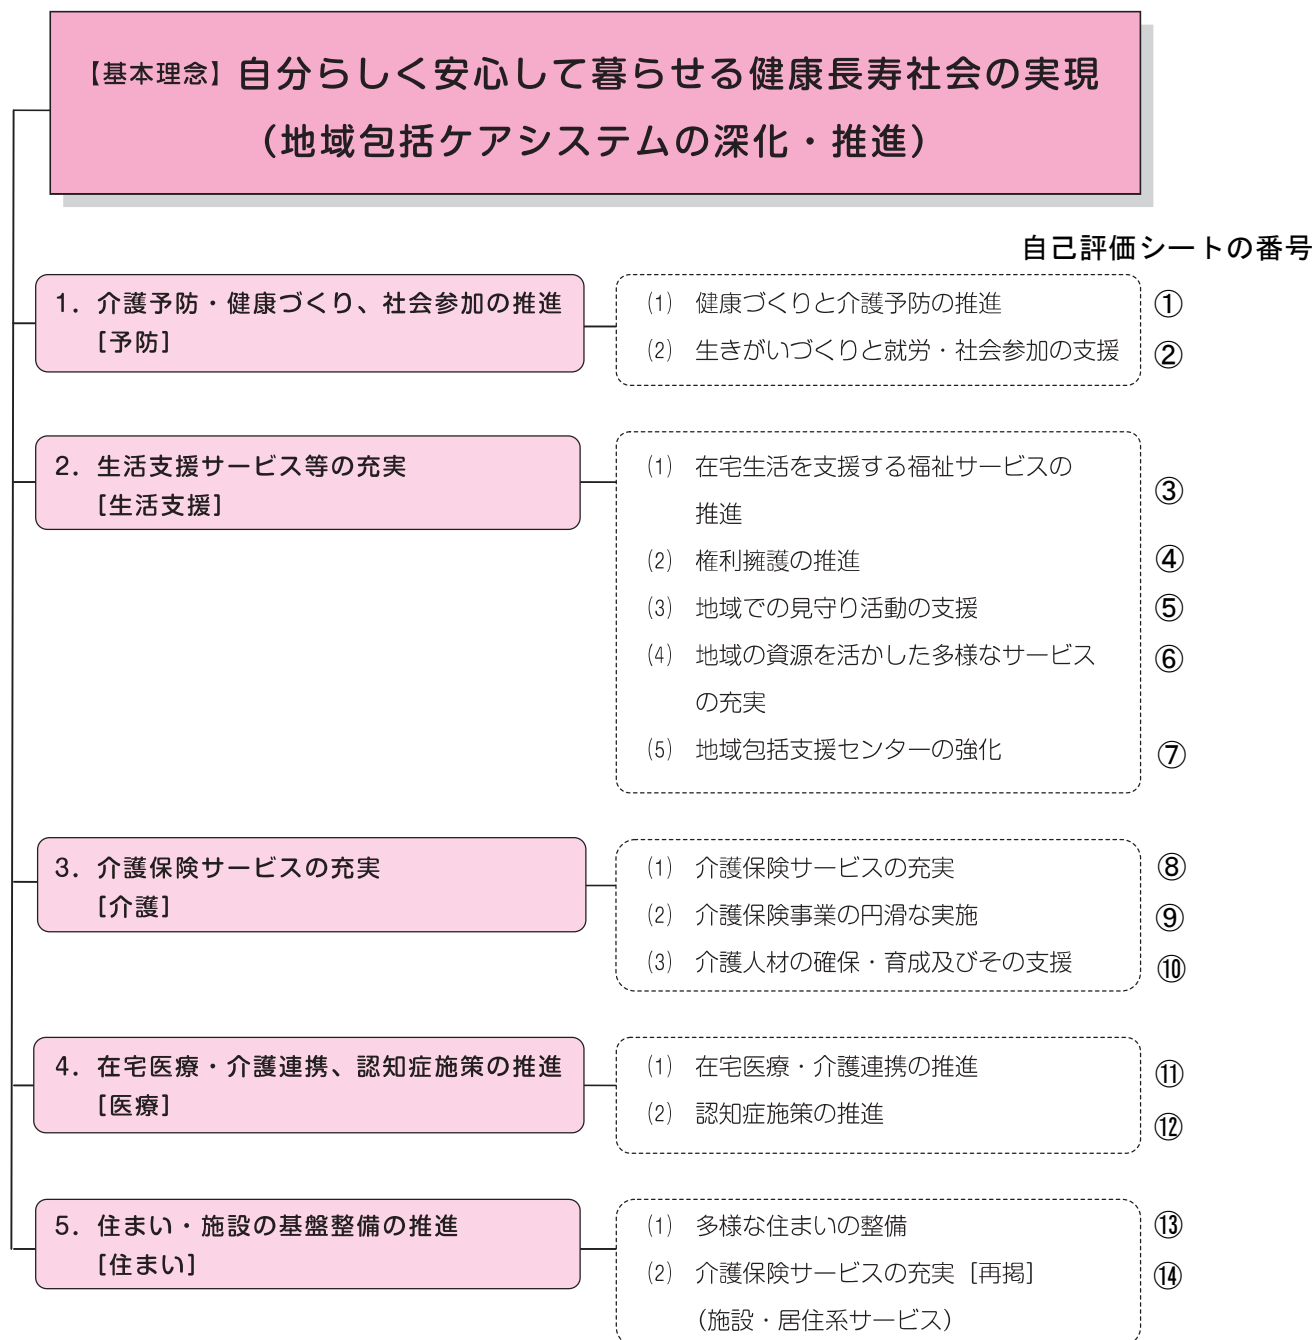 【基本理念】自分らしく安心して暮らせる健康長寿社会の実現
（地域包括ケアシステムの深化・推進）
自己評価シートの番号
1．介護予防・健康づくり、社会参加の推進
［予防］
(1) 健康づくりと介護予防の推進 ①
(2) 生きがいづくりと就労・社会参加の支援 ②
2．生活支援サービス等の充実
［生活支援］
(1) 在宅生活を支援する福祉サービスの
推進 ③
(2) 権利擁護の推進 ④
(3) 地域での見守り活動の支援 ⑤
(4) 地域の資源を活かした多様なサービス ⑥
の充実
(5) 地域包括支援センターの強化 ⑦
3．介護保険サービスの充実
［介護］
(1) 介護保険サービスの充実 ⑧
(2) 介護保険事業の円滑な実施 ⑨
(3) 介護人材の確保・育成及びその支援 ⑩
4．在宅医療・介護連携、認知症施策の推進
［医療］
(1) 在宅医療・介護連携の推進 ⑪
(2) 認知症施策の推進 ⑫
5．住まい・施設の基盤整備の推進
［住まい］
(1) 多様な住まいの整備 ⑬
(2) 介護保険サービスの充実［再掲］ ⑭
（施設・居住系サービス）